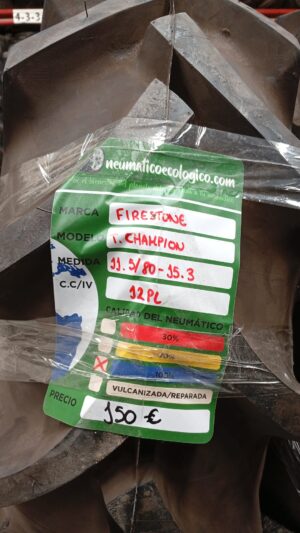 4-3-3
neumaticoecologico.com
MARCA FIRESTONE
MODELO T. CHAMPION
MEDIDA 11.5/80-15.3
C.C/IV 12PL
CALIDAD DEL NEUMÁTICO
30%
70%
100%
VULCANIZADA/REPARADA
PRECIO 150 €